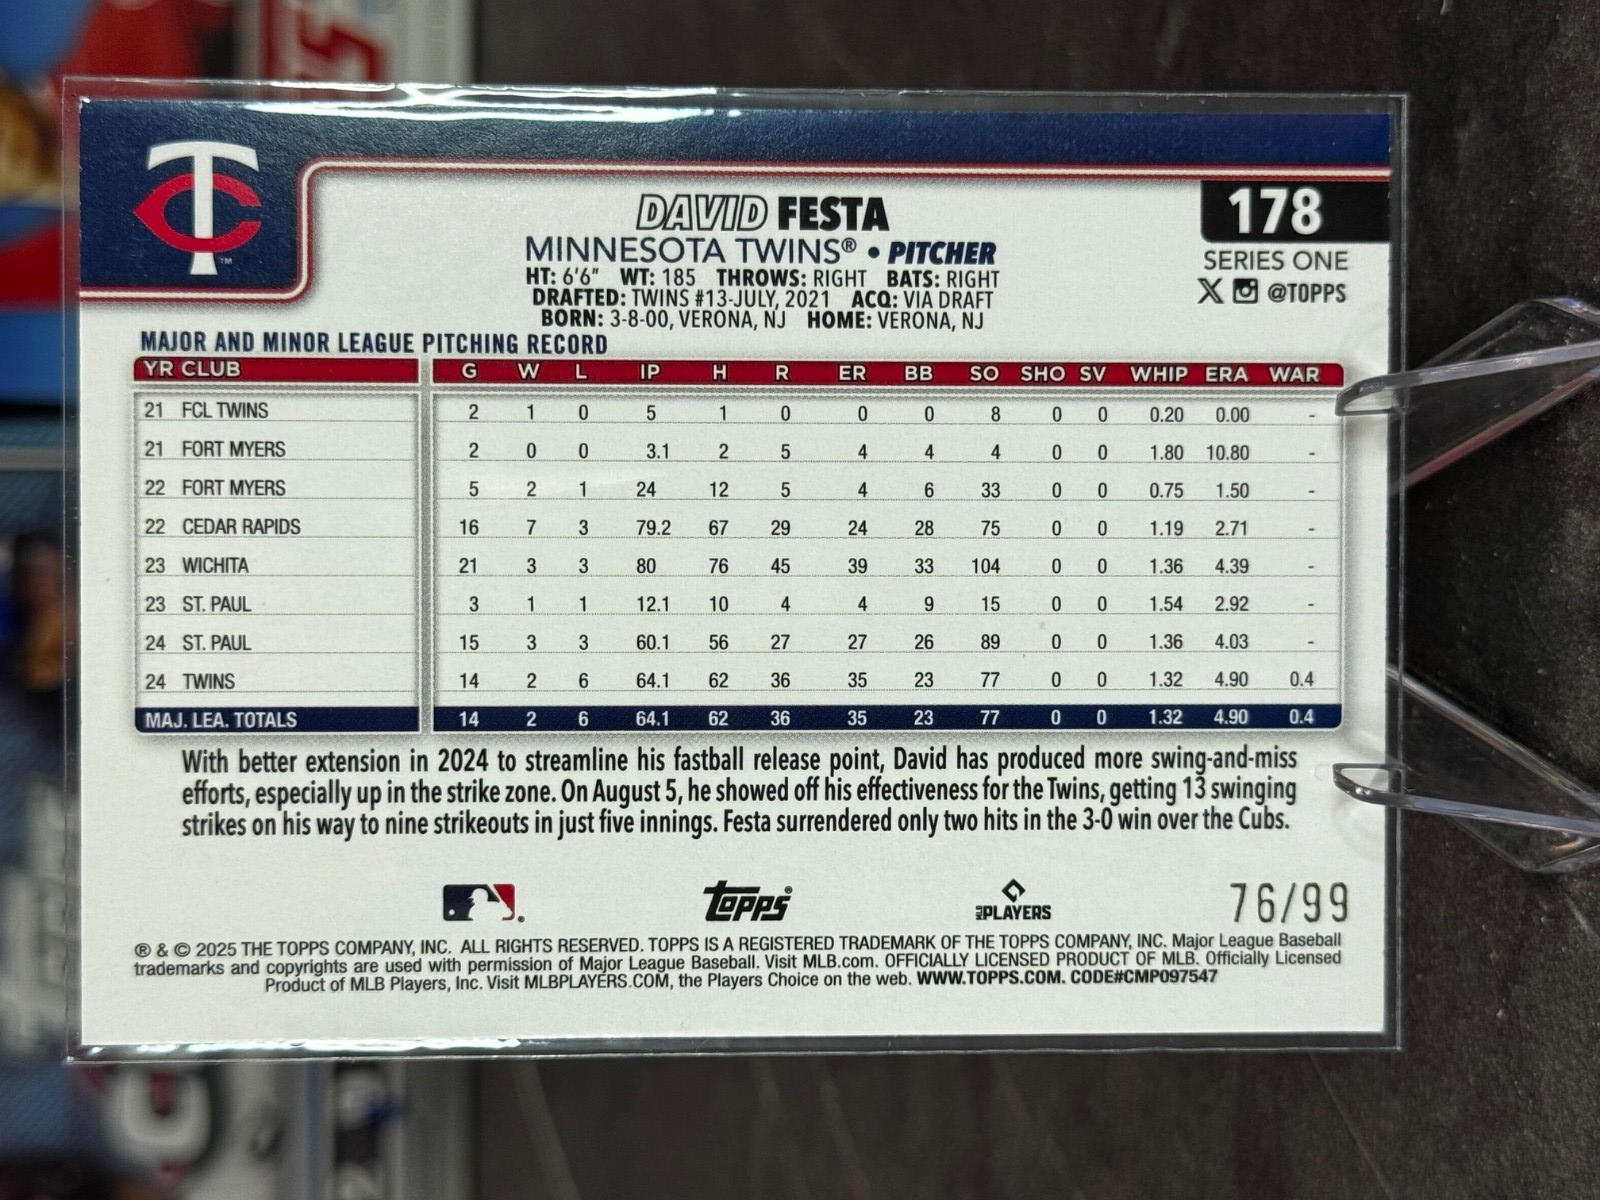 DAVID FESTA
178
MINNESOTA TWINS® • PITCHER
SERIES ONE
HT: 6'6" WT: 185 THROWS: RIGHT BATS: RIGHT
X @TOPPS
DRAFTED: TWINS #13-JULY, 2021 ACQ: VIA DRAFT
BORN: 3-8-00, VERONA, NJ HOME: VERONA, NJ
MAJOR AND MINOR LEAGUE PITCHING RECORD
YR CLUB G W L IP H R ER BB SO SHO SV WHIP ERA WAR
21 FCL TWINS 2 1 0 5 1 0 0 0 8 0 0 0.20 0.00 -
21 FORT MYERS 2 0 0 3.1 2 5 4 4 4 0 0 1.80 10.80 -
22 FORT MYERS 5 2 1 24 12 5 4 6 33 0 0 0.75 1.50 -
22 CEDAR RAPIDS 16 7 3 79.2 67 29 24 28 75 0 0 1.19 2.71 -
23 WICHITA 21 3 3 80 76 45 39 33 104 0 0 1.36 4.39 -
23 ST. PAUL 3 1 1 12.1 10 4 4 9 15 0 0 1.54 2.92 -
24 ST. PAUL 15 3 3 60.1 56 27 27 26 89 0 0 1.36 4.03 -
24 TWINS 14 2 6 64.1 62 36 35 23 77 0 0 1.32 4.90 0.4
MAJ. LEA. TOTALS 14 2 6 64.1 62 36 35 23 77 0 0 1.32 4.90 0.4
With better extension in 2024 to streamline his fastball release point, David has produced more swing-and-miss
efforts, especially up in the strike zone. On August 5, he showed off his effectiveness for the Twins, getting 13 swinging
strikes on his way to nine strikeouts in just five innings. Festa surrendered only two hits in the 3-0 win over the Cubs.
TOPPS® MLB PLAYERS 76/99
® & © 2025 THE TOPPS COMPANY, INC. ALL RIGHTS RESERVED. TOPPS IS A REGISTERED TRADEMARK OF THE TOPPS COMPANY, INC. Major League Baseball
trademarks and copyrights are used with permission of Major League Baseball. Visit MLB.com. OFFICIALLY LICENSED PRODUCT OF MLB. Officially Licensed
Product of MLB Players, Inc. Visit MLBPLAYERS.COM, the Players Choice on the web. WWW.TOPPS.COM. CODE#CMP097547